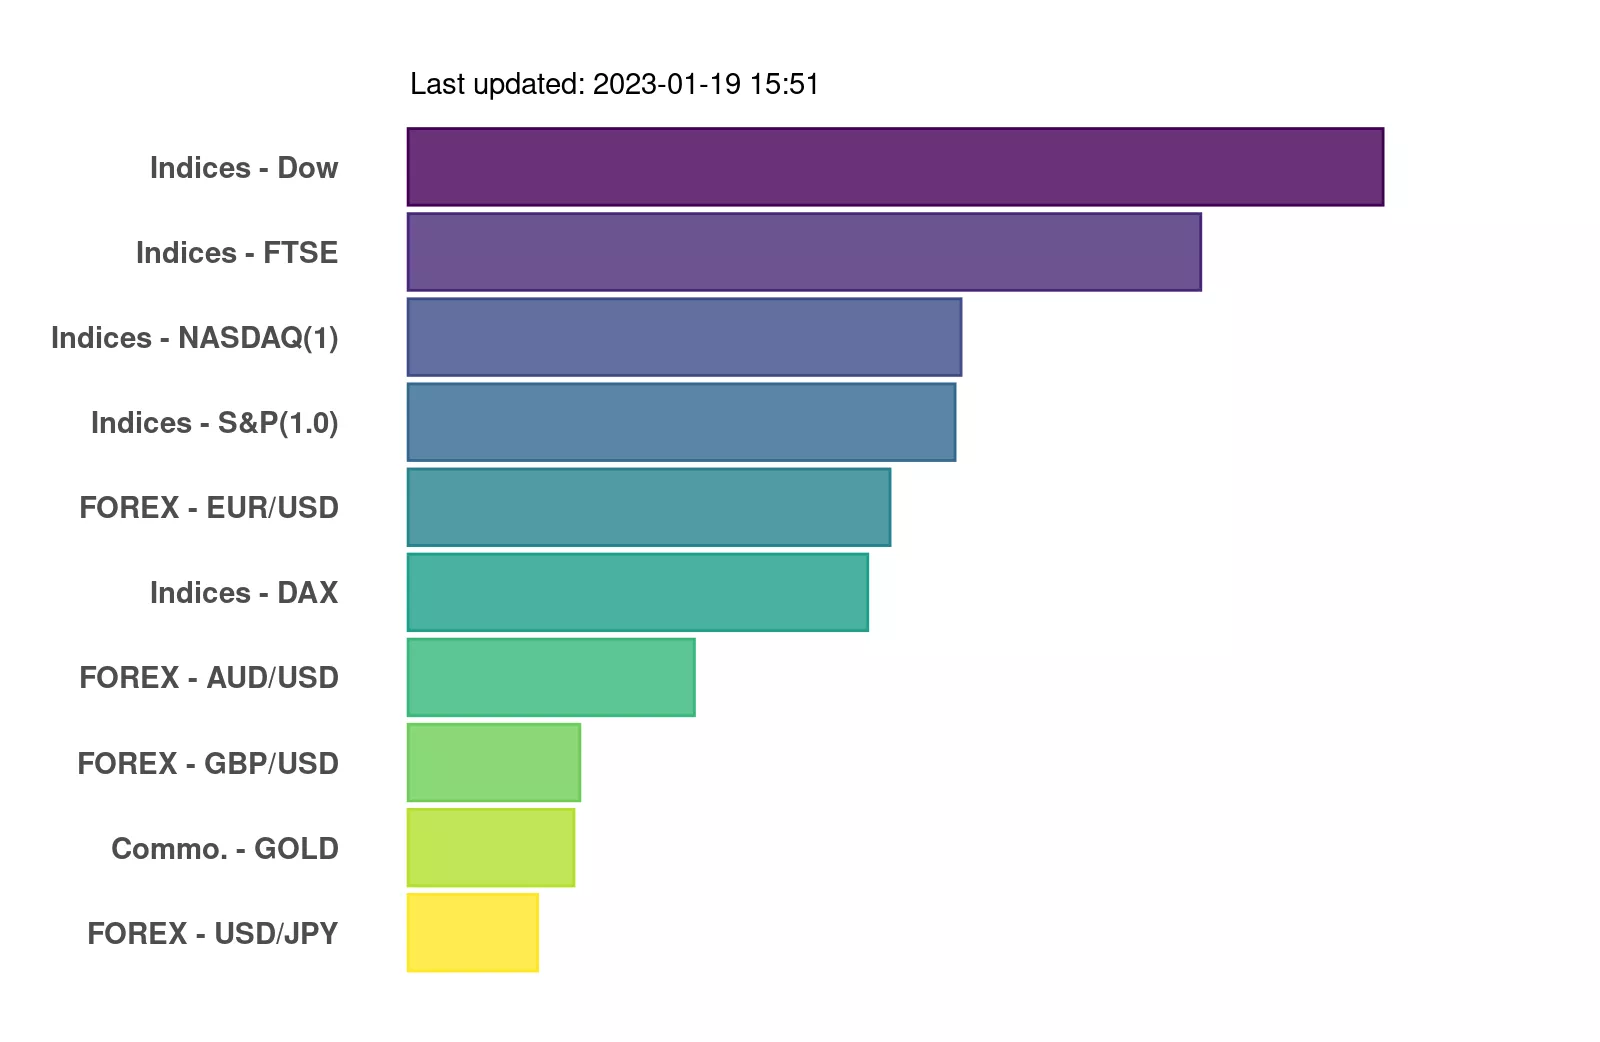 Last updated: 2023-01-19 15:51
Indices - Dow
Indices - FTSE
Indices - NASDAQ(1)
Indices - S&P(1.0)
FOREX - EUR/USD
Indices - DAX
FOREX - AUD/USD
FOREX - GBP/USD
Commo. - GOLD
FOREX - USD/JPY